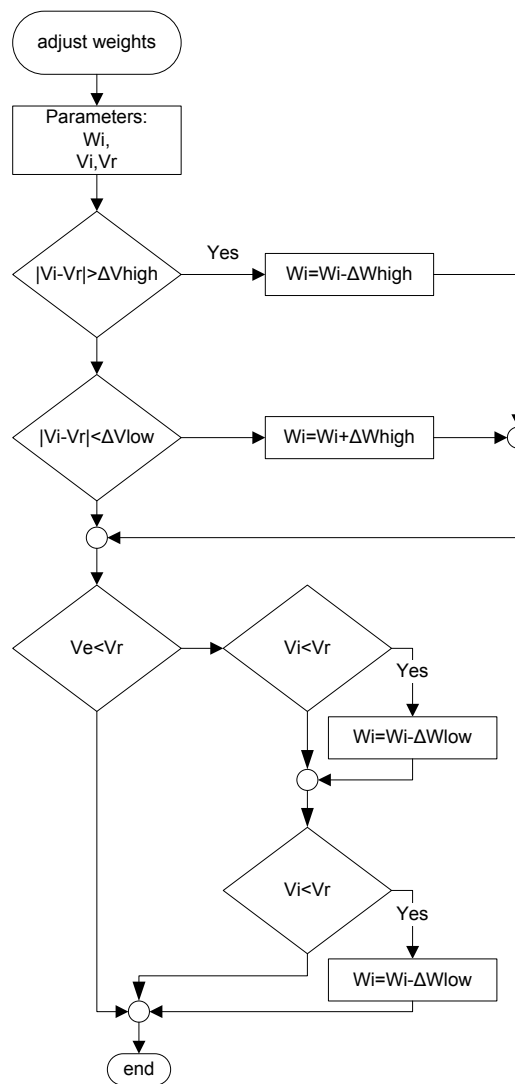 adjust weights
Parameters:
Wi,
Vi,Vr
|Vi-Vr|>ΔVhigh
Yes
Wi=Wi-ΔWhigh
|Vi-Vr|<ΔVlow
Wi=Wi+ΔWhigh
Ve<Vr
Vi<Vr
Yes
Wi=Wi-ΔWlow
Vi<Vr
Yes
Wi=Wi-ΔWlow
end